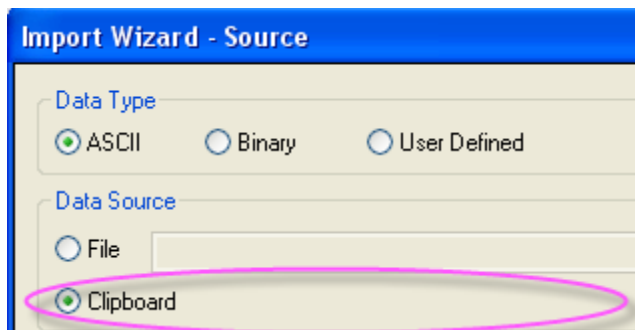 Import Wizard - Source
Data Type
ASCII Binary User Defined
Data Source
File
Clipboard